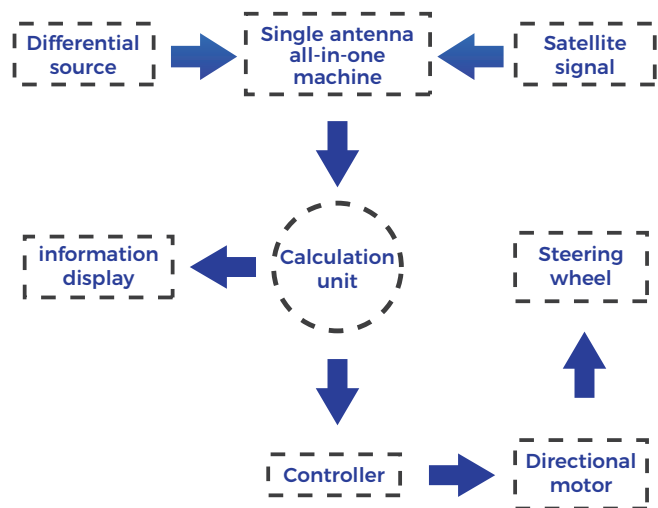 Differential
source
Single antenna
all-in-one
machine
Satellite
signal
information
display
Calculation
unit
Steering
wheel
Controller
Directional
motor